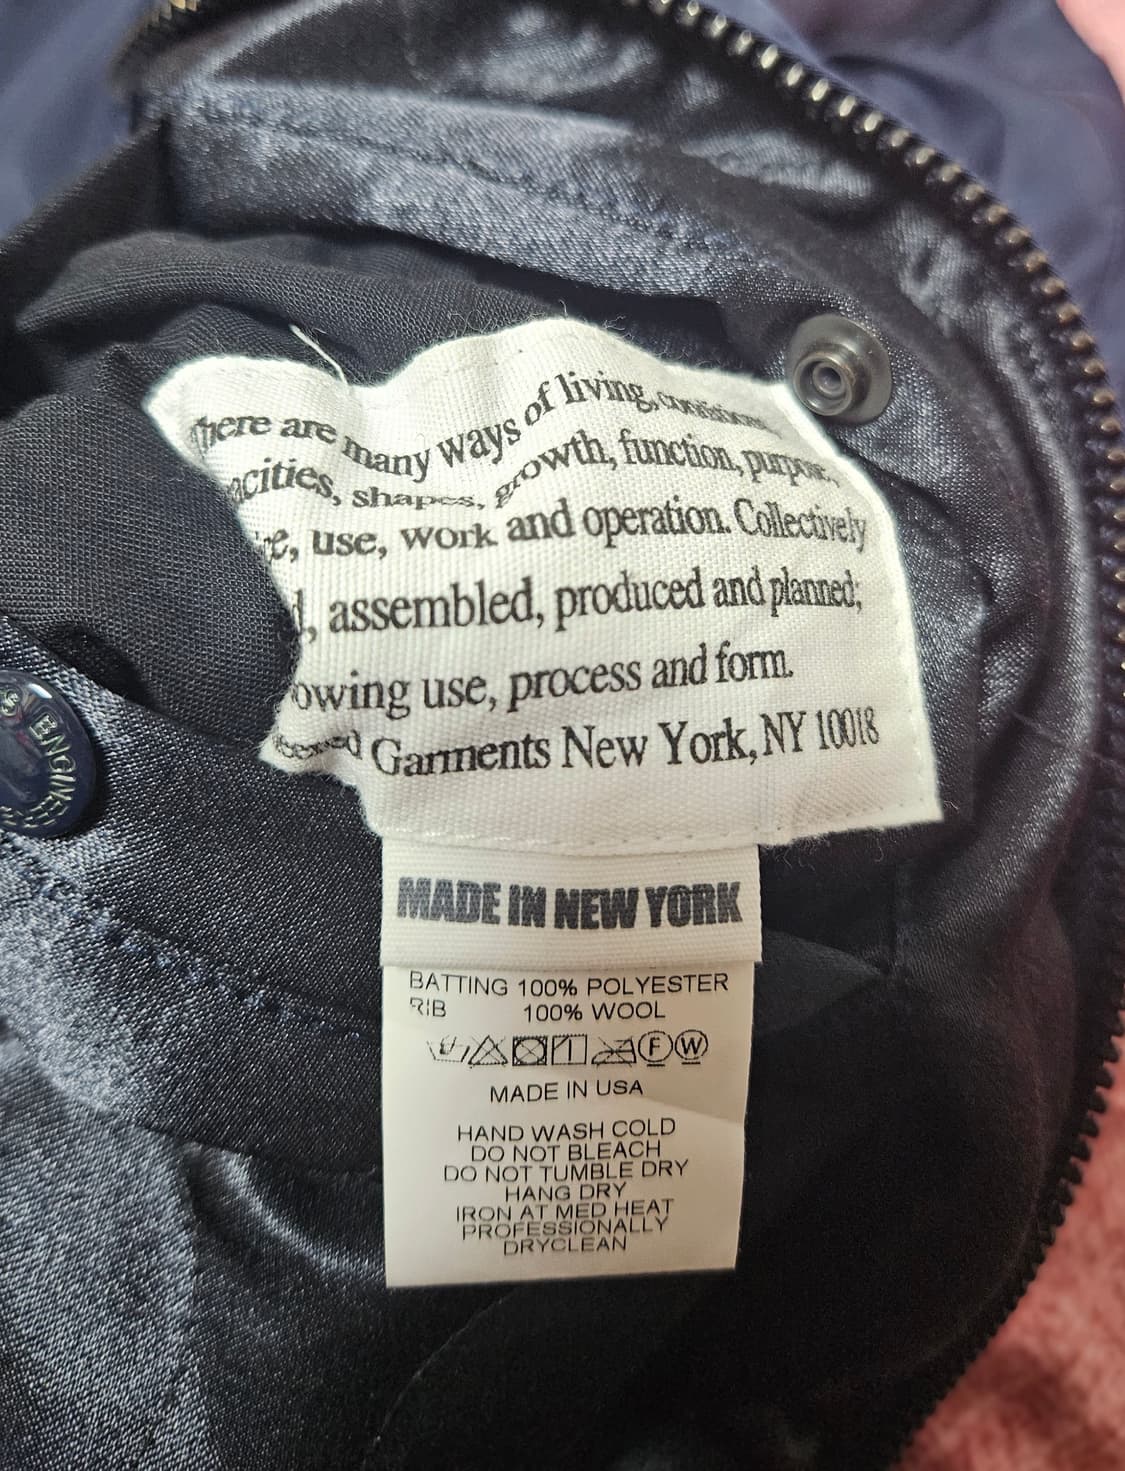 here are many ways of living, conditions,
acities, shapes, growth, function, purpose,
e, use, work and operation. Collectively
d, assembled, produced and planned;
owing use, process and form.
Garments New York, NY 10018
MADE IN NEW YORK
BATTING 100% POLYESTER
RIB 100% WOOL
F W
MADE IN USA
HAND WASH COLD
DO NOT BLEACH
DO NOT TUMBLE DRY
HANG DRY
IRON AT MED HEAT
PROFESSIONALLY
DRYCLEAN
S ENGINEE